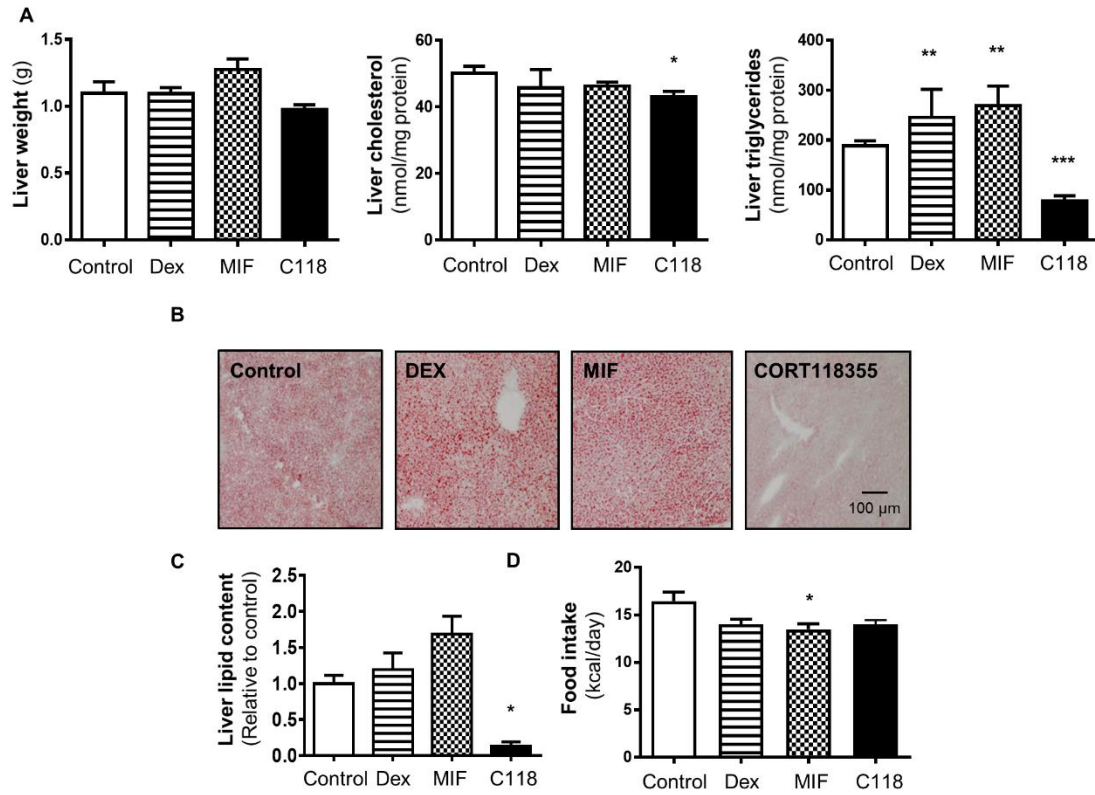 A
Liver weight (g)
1.5
1.0
0.5
0.0
Control Dex MIF C118
Liver cholesterol
(nmol/mg protein)
60
40
20
0
*
Control Dex MIF C118
Liver triglycerides
(nmol/mg protein)
400
300
200
100
0
** ** ***
Control Dex MIF C118
B
Control DEX MIF CORT118355
100 µm
C
Liver lipid content
(Relative to control)
2.5
2.0
1.5
1.0
0.5
0.0
*
Control Dex MIF C118
D
Food intake
(kcal/day)
20
15
10
5
0
*
Control Dex MIF C118